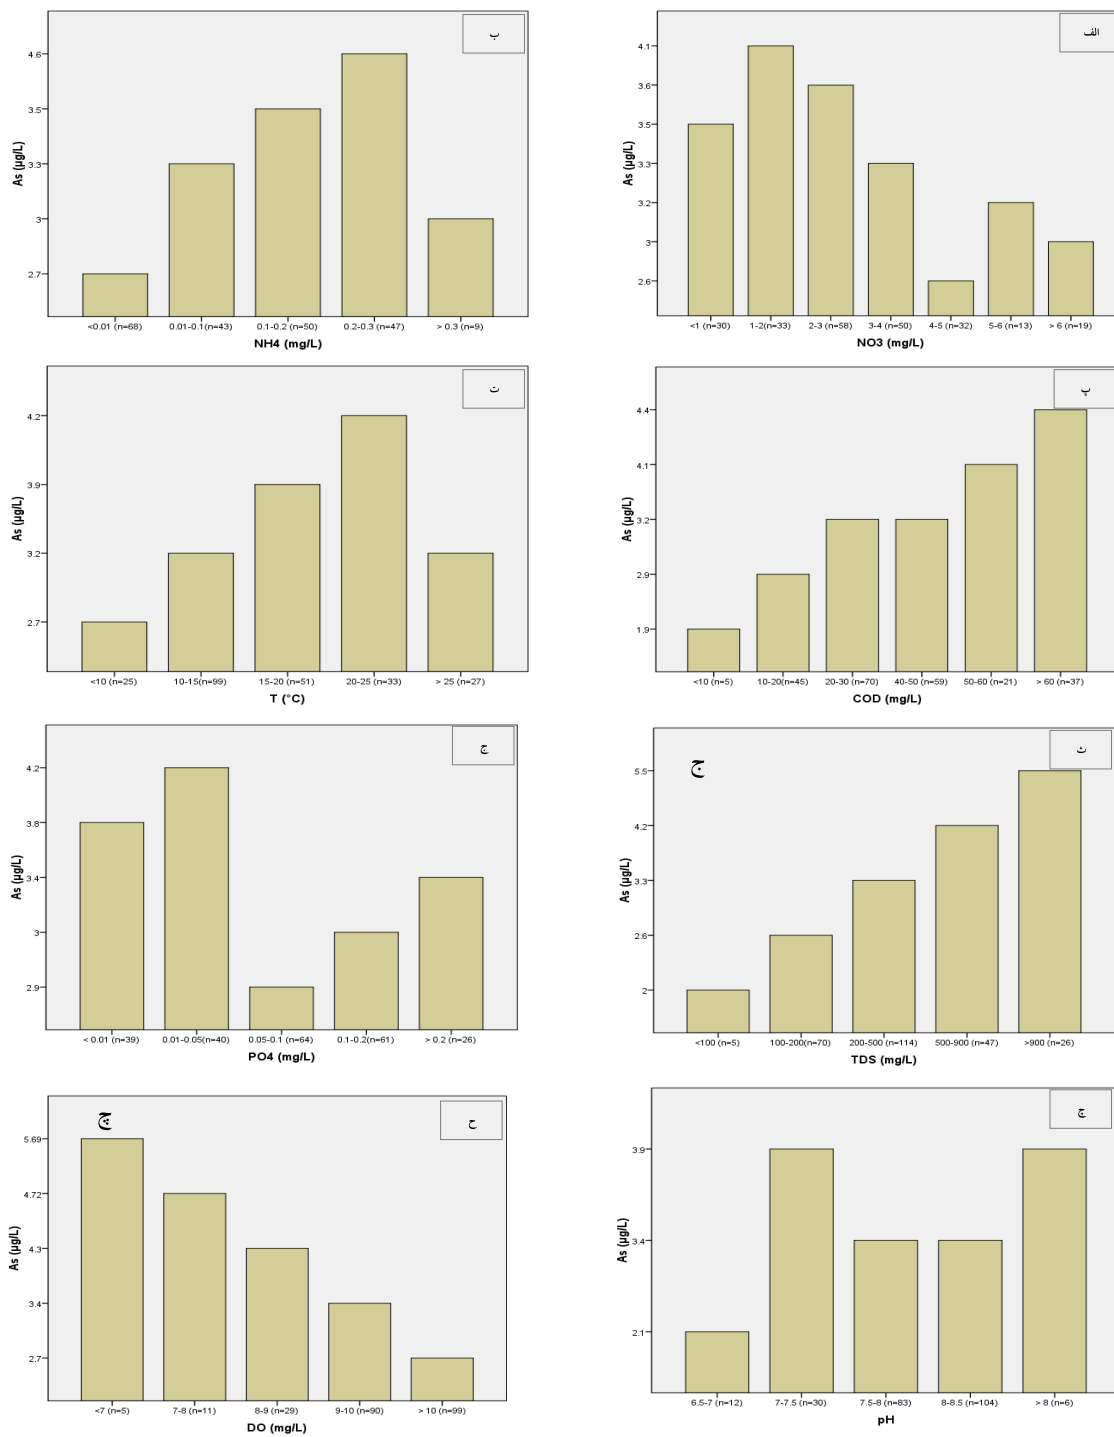 ب
As (µg/L)
4.6
3.5
3.3
3
2.7
<0.01 (n=68) 0.01-0.1(n=43) 0.1-0.2 (n=50) 0.2-0.3 (n=47) > 0.3 (n=9)
NH4 (mg/L)
الف
As (µg/L)
4.1
3.6
3.5
3.3
3.2
3
2.6
<1 (n=30) 1-2(n=33) 2-3 (n=58) 3-4 (n=50) 4-5 (n=32) 5-6 (n=13) > 6 (n=19)
NO3 (mg/L)
ت
As (µg/L)
4.2
3.9
3.2
2.7
<10 (n=25) 10-15(n=99) 15-20 (n=51) 20-25 (n=33) > 25 (n=27)
T (°C)
پ
As (µg/L)
4.4
4.1
3.2
2.9
1.9
<10 (n=5) 10-20(n=45) 20-30 (n=70) 40-50 (n=59) 50-60 (n=21) > 60 (n=37)
COD (mg/L)
ج
As (µg/L)
4.2
3.8
3.4
3
2.9
< 0.01 (n=39) 0.01-0.05(n=40) 0.05-0.1 (n=64) 0.1-0.2(n=61) > 0.2 (n=26)
PO4 (mg/L)
ج
ث
As (µg/L)
5.5
4.2
3.3
2.6
2
<100 (n=5) 100-200(n=70) 200-500 (n=114) 500-900 (n=47) >900 (n=26)
TDS (mg/L)
چ
ح
As (µg/L)
5.69
4.72
4.3
3.4
2.7
<7 (n=5) 7-8 (n=11) 8-9 (n=29) 9-10 (n=90) > 10 (n=99)
DO (mg/L)
چ
As (µg/L)
3.9
3.4
2.1
6.5-7 (n=12) 7-7.5 (n=30) 7.5-8 (n=83) 8-8.5 (n=104) > 8 (n=6)
pH